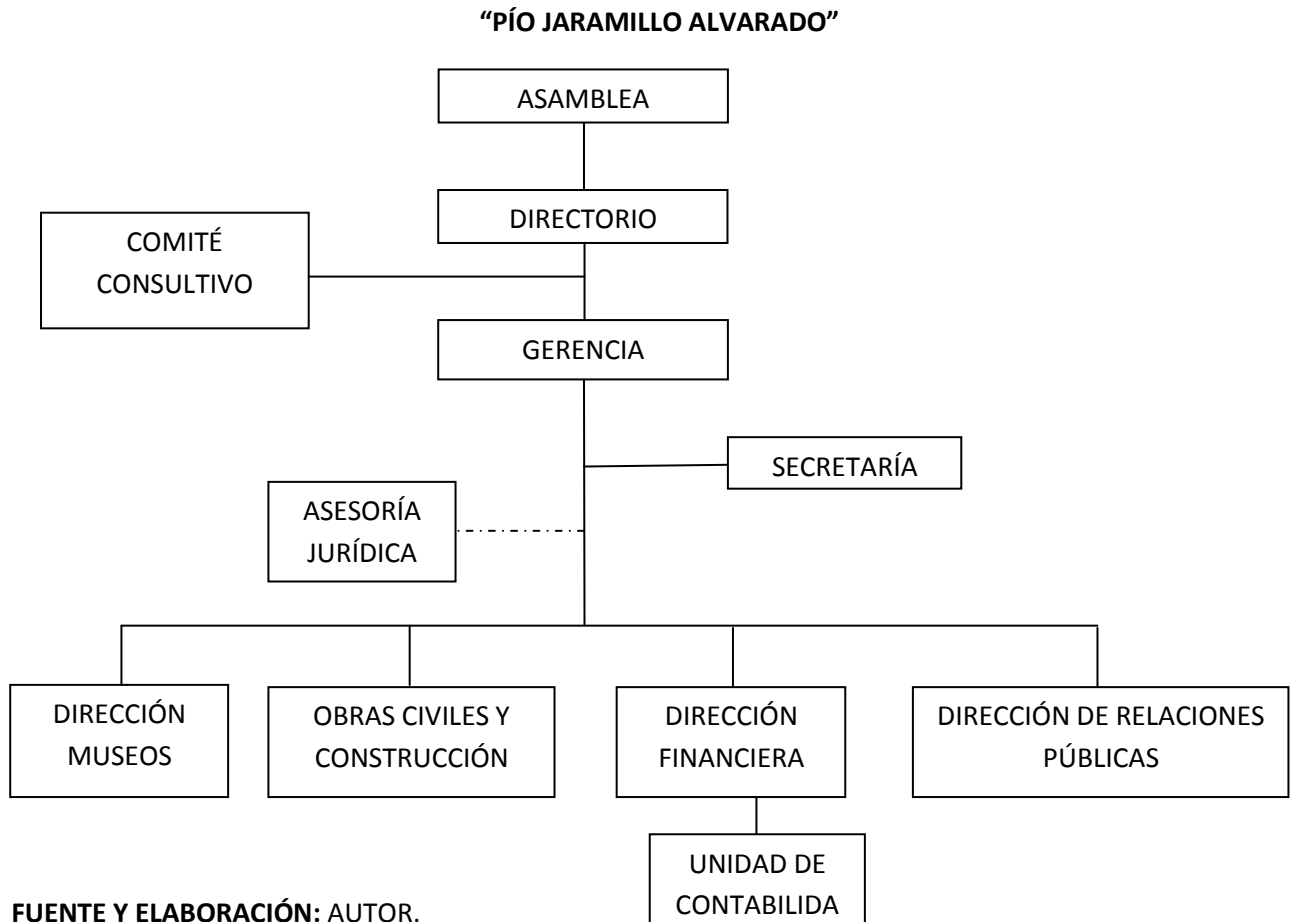 “PÍO JARAMILLO ALVARADO”
ASAMBLEA
DIRECTORIO
COMITÉ
CONSULTIVO
GERENCIA
SECRETARÍA
ASESORÍA
JURÍDICA
DIRECCIÓN
MUSEOS
OBRAS CIVILES Y
CONSTRUCCIÓN
DIRECCIÓN
FINANCIERA
DIRECCIÓN DE RELACIONES
PÚBLICAS
UNIDAD DE
CONTABILIDA
FUENTE Y ELABORACIÓN: AUTOR.